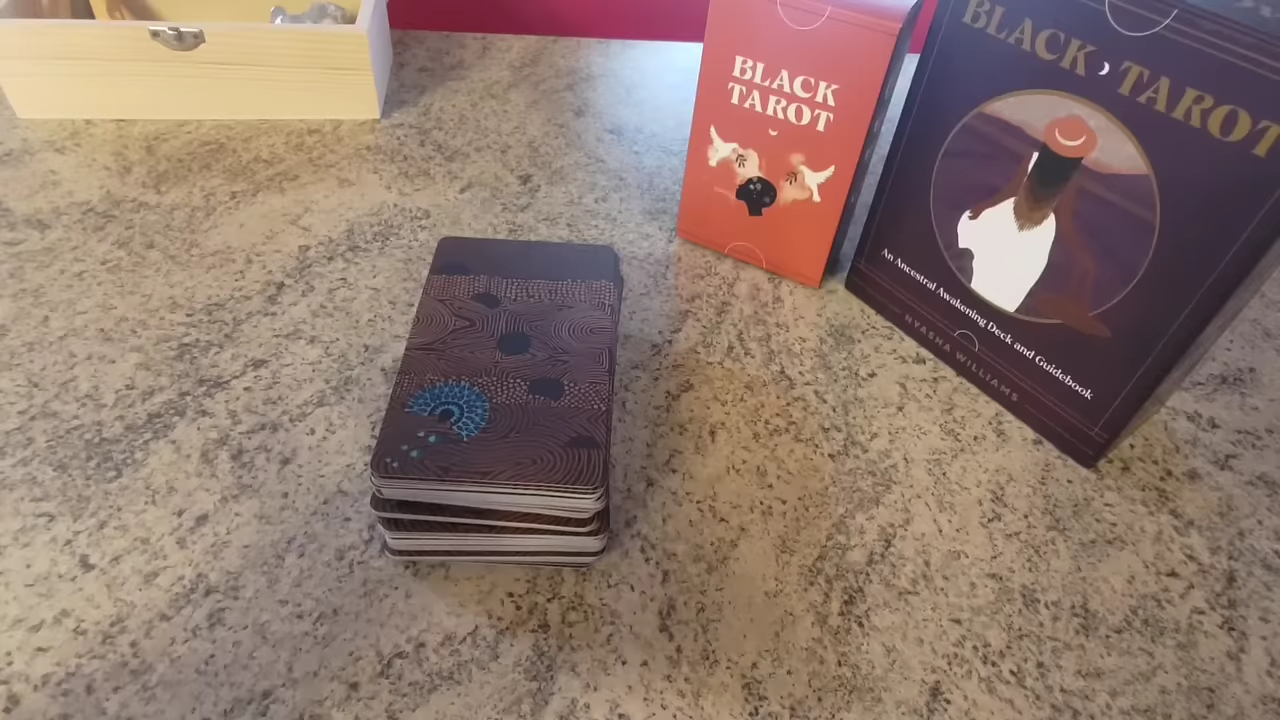 BLACK
TAROT
BLACK TAROT
An Ancestral Awakening Deck and Guidebook
NYASHA WILLIAMS